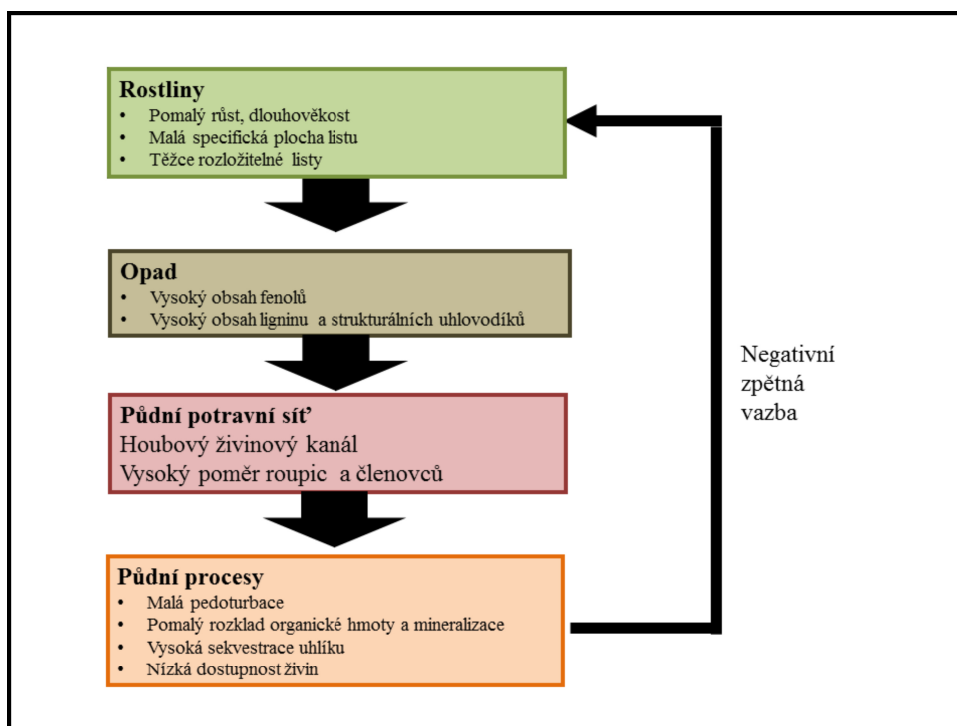 Rostliny
• Pomalý růst, dlouhověkost
• Malá specifická plocha listu
• Těžce rozložitelné listy
Opad
• Vysoký obsah fenolů
• Vysoký obsah ligninu a strukturálních uhlovodíků
Půdní potravní síť
Houbový živinový kanál
Vysoký poměr roupic a členovců
Půdní procesy
• Malá pedoturbace
• Pomalý rozklad organické hmoty a mineralizace
• Vysoká sekvestrace uhlíku
• Nízká dostupnost živin
Negativní
zpětná
vazba